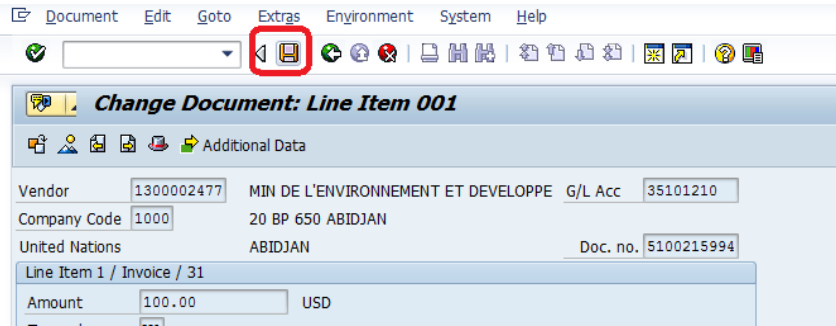 Document Edit Goto Extras Environment System Help
Change Document: Line Item 001
Additional Data
Vendor 1300002477 MIN DE L'ENVIRONNEMENT ET DEVELOPPE G/L Acc 35101210
Company Code 1000 20 BP 650 ABIDJAN
United Nations ABIDJAN Doc. no. 5100215994
Line Item 1 / Invoice / 31
Amount 100.00 USD